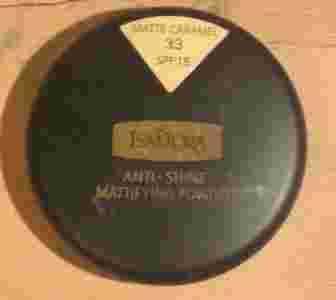 MATTE CARAMEL
33
SPF 15
ISADORA
ANTI-SHINE
MATTIFYING POWDER